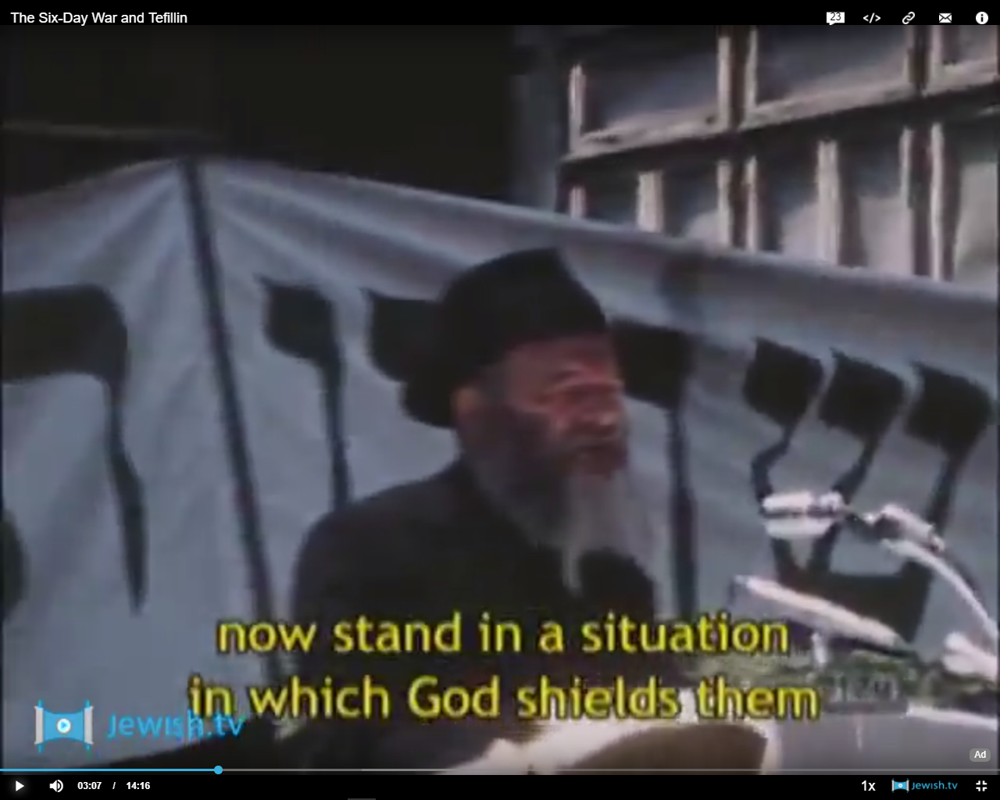 The Six-Day War and Tefillin
23
now stand in a situation
in which God shields them
Jewish.tv
Ad
03:07 / 14:16
1x
Jewish.tv